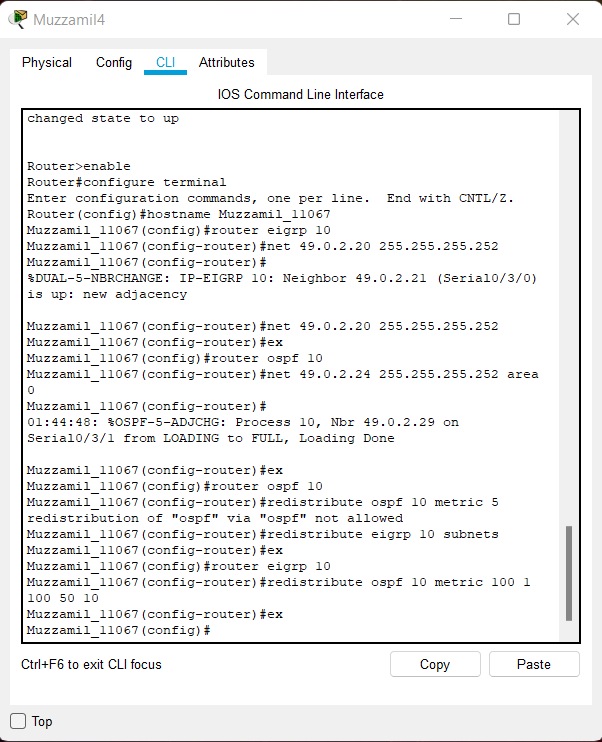 Muzzamil4
Physical Config CLI Attributes
IOS Command Line Interface
changed state to up
Router>enable
Router#configure terminal
Enter configuration commands, one per line.  End with CNTL/Z.
Router(config)#hostname Muzzamil_11067
Muzzamil_11067(config)#router eigrp 10
Muzzamil_11067(config-router)#net 49.0.2.20 255.255.255.252
Muzzamil_11067(config-router)#
%DUAL-5-NBRCHANGE: IP-EIGRP 10: Neighbor 49.0.2.21 (Serial0/3/0)
is up: new adjacency
Muzzamil_11067(config-router)#net 49.0.2.20 255.255.255.252
Muzzamil_11067(config-router)#ex
Muzzamil_11067(config)#router ospf 10
Muzzamil_11067(config-router)#net 49.0.2.24 255.255.255.252 area
0
Muzzamil_11067(config-router)#
01:44:48: %OSPF-5-ADJCHG: Process 10, Nbr 49.0.2.29 on
Serial0/3/1 from LOADING to FULL, Loading Done
Muzzamil_11067(config-router)#ex
Muzzamil_11067(config)#router ospf 10
Muzzamil_11067(config-router)#redistribute ospf 10 metric 5
redistribution of "ospf" via "ospf" not allowed
Muzzamil_11067(config-router)#redistribute eigrp 10 subnets
Muzzamil_11067(config-router)#ex
Muzzamil_11067(config)#router eigrp 10
Muzzamil_11067(config-router)#redistribute ospf 10 metric 100 1
100 50 10
Muzzamil_11067(config-router)#ex
Muzzamil_11067(config)#
Ctrl+F6 to exit CLI focus
Copy Paste
Top